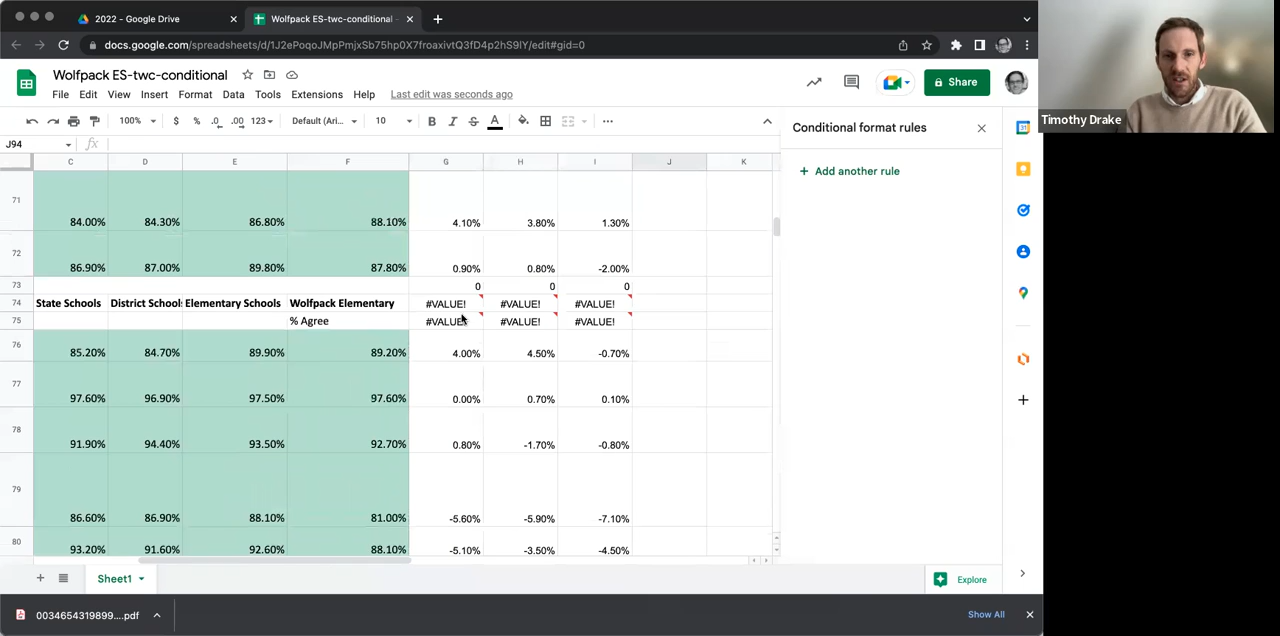 2022 - Google Drive
Wolfpack ES-twc-conditional -
docs.google.com/spreadsheets/d/1J2ePoqoJMpPmjxSb75hp0X7froaxivtQ3fD4p2hS9lY/edit#gid=0
Wolfpack ES-twc-conditional
File Edit View Insert Format Data Tools Extensions Help Last edit was seconds ago
Share
Timothy Drake
100% $ % .0 .00 123 Default (Ari... 10 B I S A
J94 fx
Conditional format rules
+ Add another rule
C D E F G H I J K
71 84.00% 84.30% 86.80% 88.10% 4.10% 3.80% 1.30%
72 86.90% 87.00% 89.80% 87.80% 0.90% 0.80% -2.00%
73 0 0 0
74 State Schools District School Elementary Schools Wolfpack Elementary #VALUE! #VALUE! #VALUE!
75 % Agree #VALUE! #VALUE! #VALUE!
76 85.20% 84.70% 89.90% 89.20% 4.00% 4.50% -0.70%
77 97.60% 96.90% 97.50% 97.60% 0.00% 0.70% 0.10%
78 91.90% 94.40% 93.50% 92.70% 0.80% -1.70% -0.80%
79 86.60% 86.90% 88.10% 81.00% -5.60% -5.90% -7.10%
80 93.20% 91.60% 92.60% 88.10% -5.10% -3.50% -4.50%
Sheet1
Explore
0034654319899....pdf
Show All